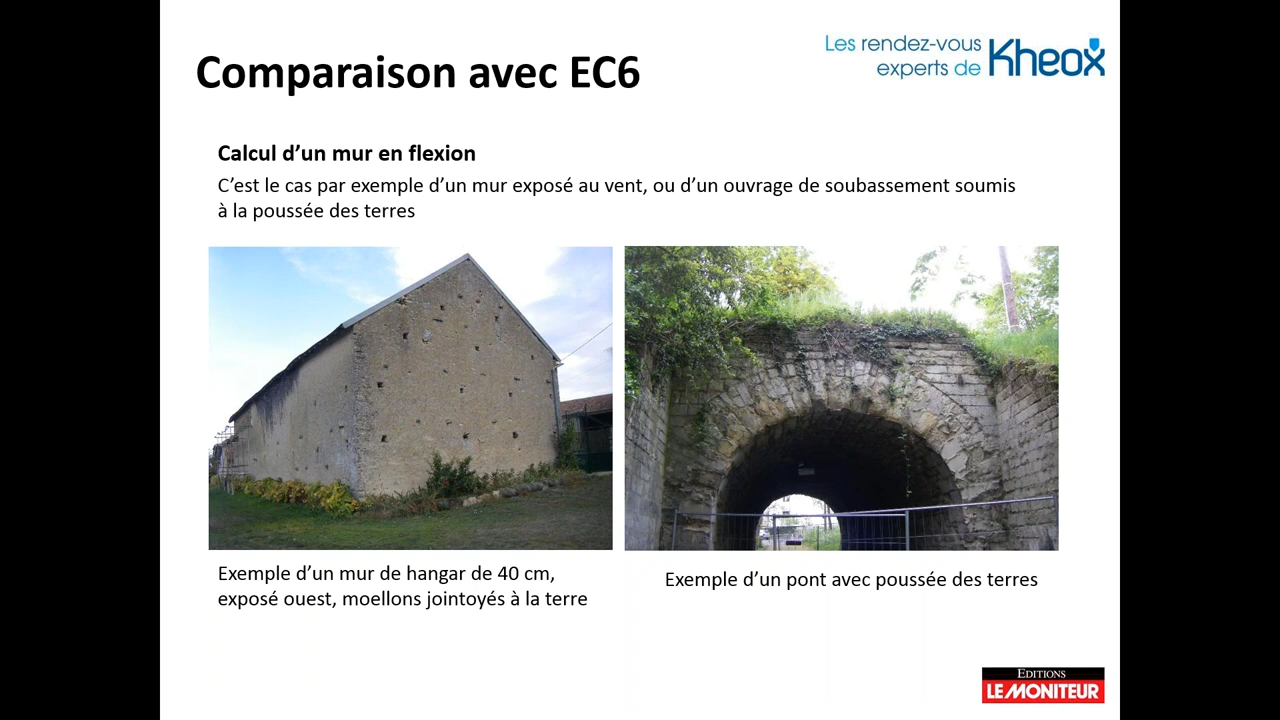 Comparaison avec EC6
Les rendez-vous
experts de Kheox
Calcul d’un mur en flexion
C’est le cas par exemple d’un mur exposé au vent, ou d’un ouvrage de soubassement soumis
à la poussée des terres
Exemple d’un mur de hangar de 40 cm,
exposé ouest, moellons jointoyés à la terre
Exemple d’un pont avec poussée des terres
EDITIONS
LE MONITEUR